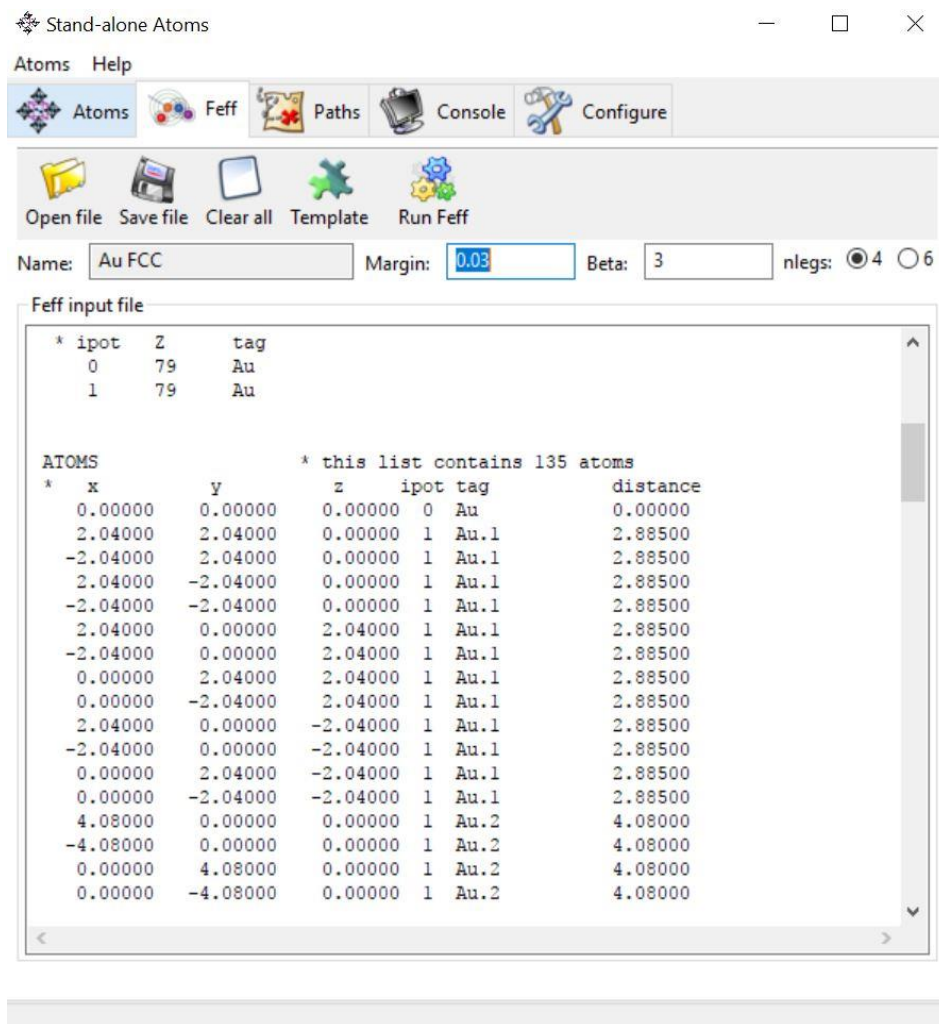 Stand-alone Atoms
Atoms Help
Atoms Feff Paths Console Configure
Open file Save file Clear all Template Run Feff
Name: Au FCC Margin: 0.03 Beta: 3 nlegs: 4 6
Feff input file
* ipot Z tag
0 79 Au
1 79 Au
ATOMS * this list contains 135 atoms
* x y z ipot tag distance
0.00000 0.00000 0.00000 0 Au 0.00000
2.04000 2.04000 0.00000 1 Au.1 2.88500
-2.04000 2.04000 0.00000 1 Au.1 2.88500
2.04000 -2.04000 0.00000 1 Au.1 2.88500
-2.04000 -2.04000 0.00000 1 Au.1 2.88500
2.04000 0.00000 2.04000 1 Au.1 2.88500
-2.04000 0.00000 2.04000 1 Au.1 2.88500
0.00000 2.04000 2.04000 1 Au.1 2.88500
0.00000 -2.04000 2.04000 1 Au.1 2.88500
2.04000 0.00000 -2.04000 1 Au.1 2.88500
-2.04000 0.00000 -2.04000 1 Au.1 2.88500
0.00000 2.04000 -2.04000 1 Au.1 2.88500
0.00000 -2.04000 -2.04000 1 Au.1 2.88500
4.08000 0.00000 0.00000 1 Au.2 4.08000
-4.08000 0.00000 0.00000 1 Au.2 4.08000
0.00000 4.08000 0.00000 1 Au.2 4.08000
0.00000 -4.08000 0.00000 1 Au.2 4.08000